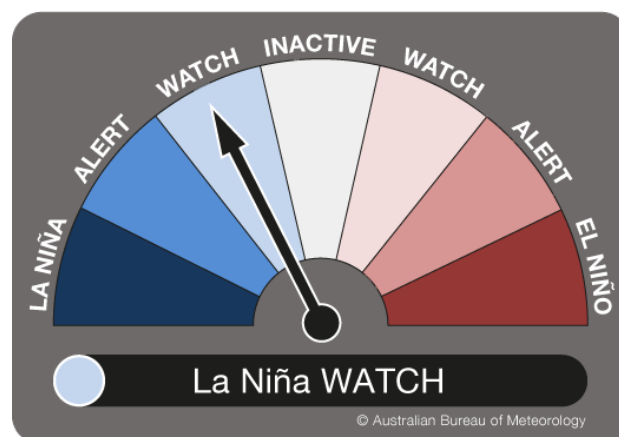 LA NIÑA
ALERT
WATCH
INACTIVE
WATCH
ALERT
EL NIÑO
La Niña WATCH
© Australian Bureau of Meteorology